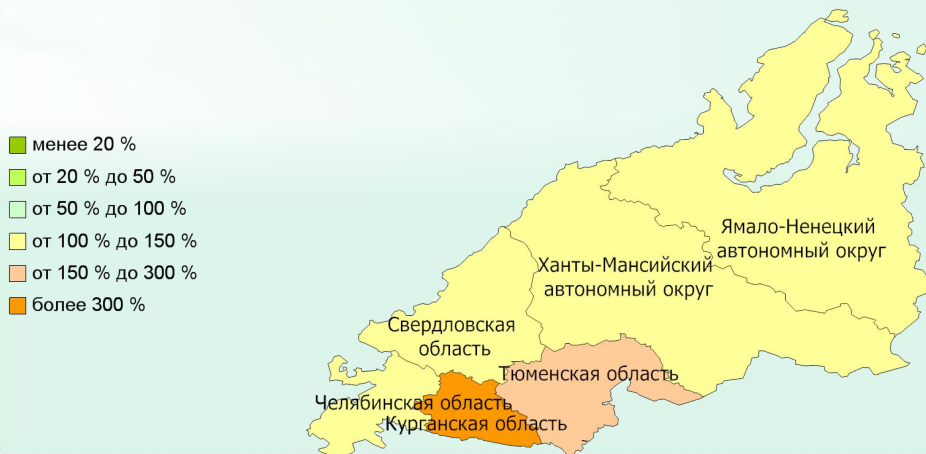 менее 20 %
от 20 % до 50 %
от 50 % до 100 %
от 100 % до 150 %
от 150 % до 300 %
более 300 %
Ямало-Ненецкий
автономный округ
Ханты-Мансийский
автономный округ
Свердловская
область
Тюменская область
Челябинская область
Курганская область